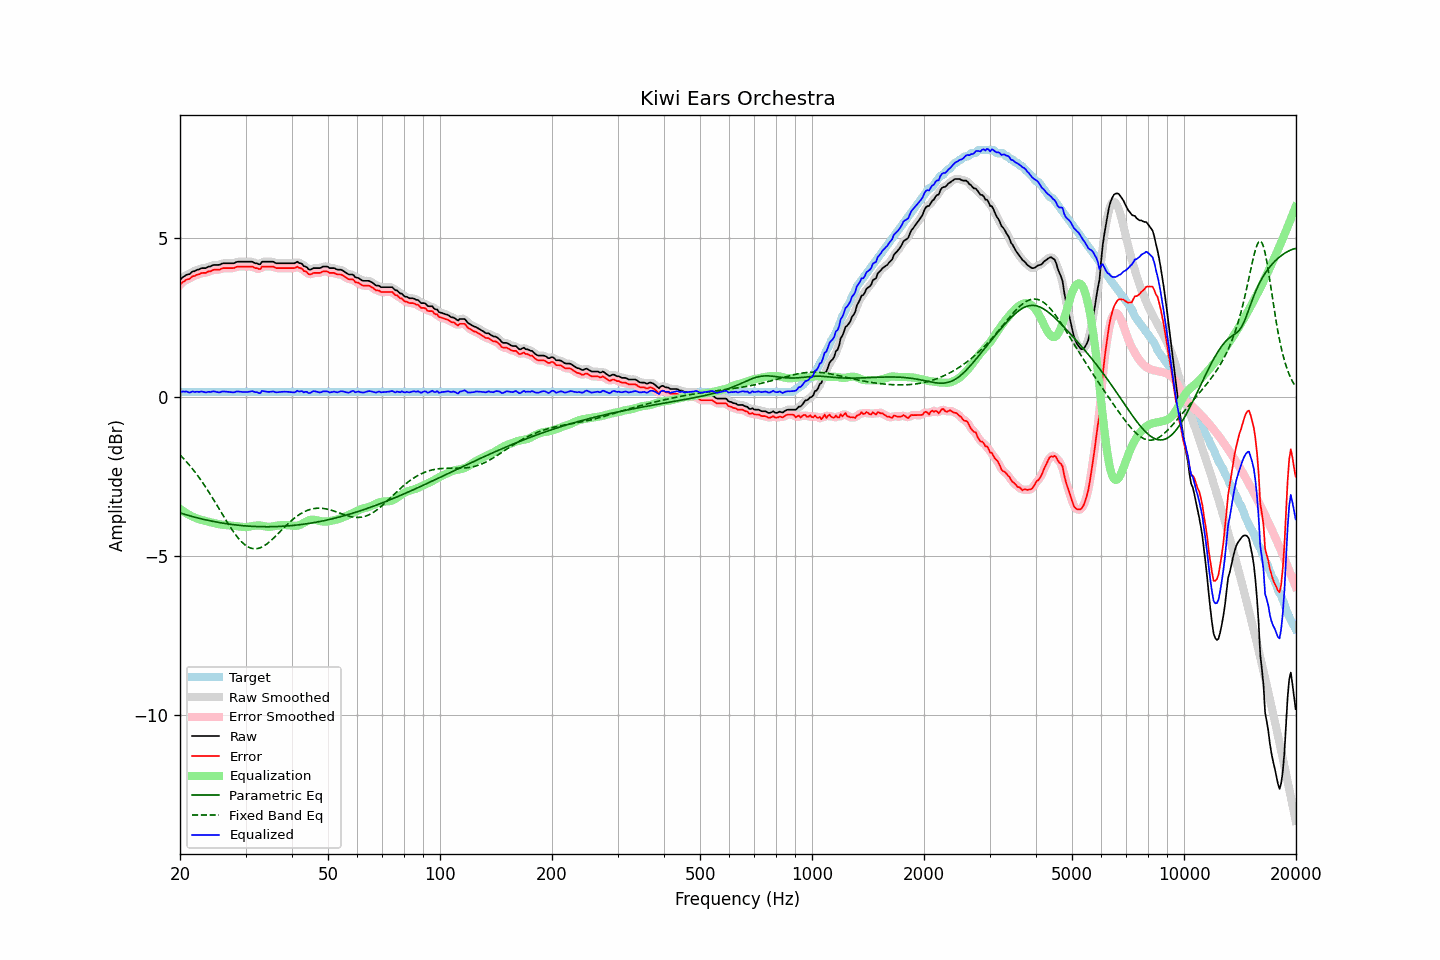 Kiwi Ears Orchestra
Amplitude (dBr)
5
0
−5
−10
Target
Raw Smoothed
Error Smoothed
Raw
Error
Equalization
Parametric Eq
Fixed Band Eq
Equalized
20 50 100 200 500 1000 2000 5000 10000 20000
Frequency (Hz)